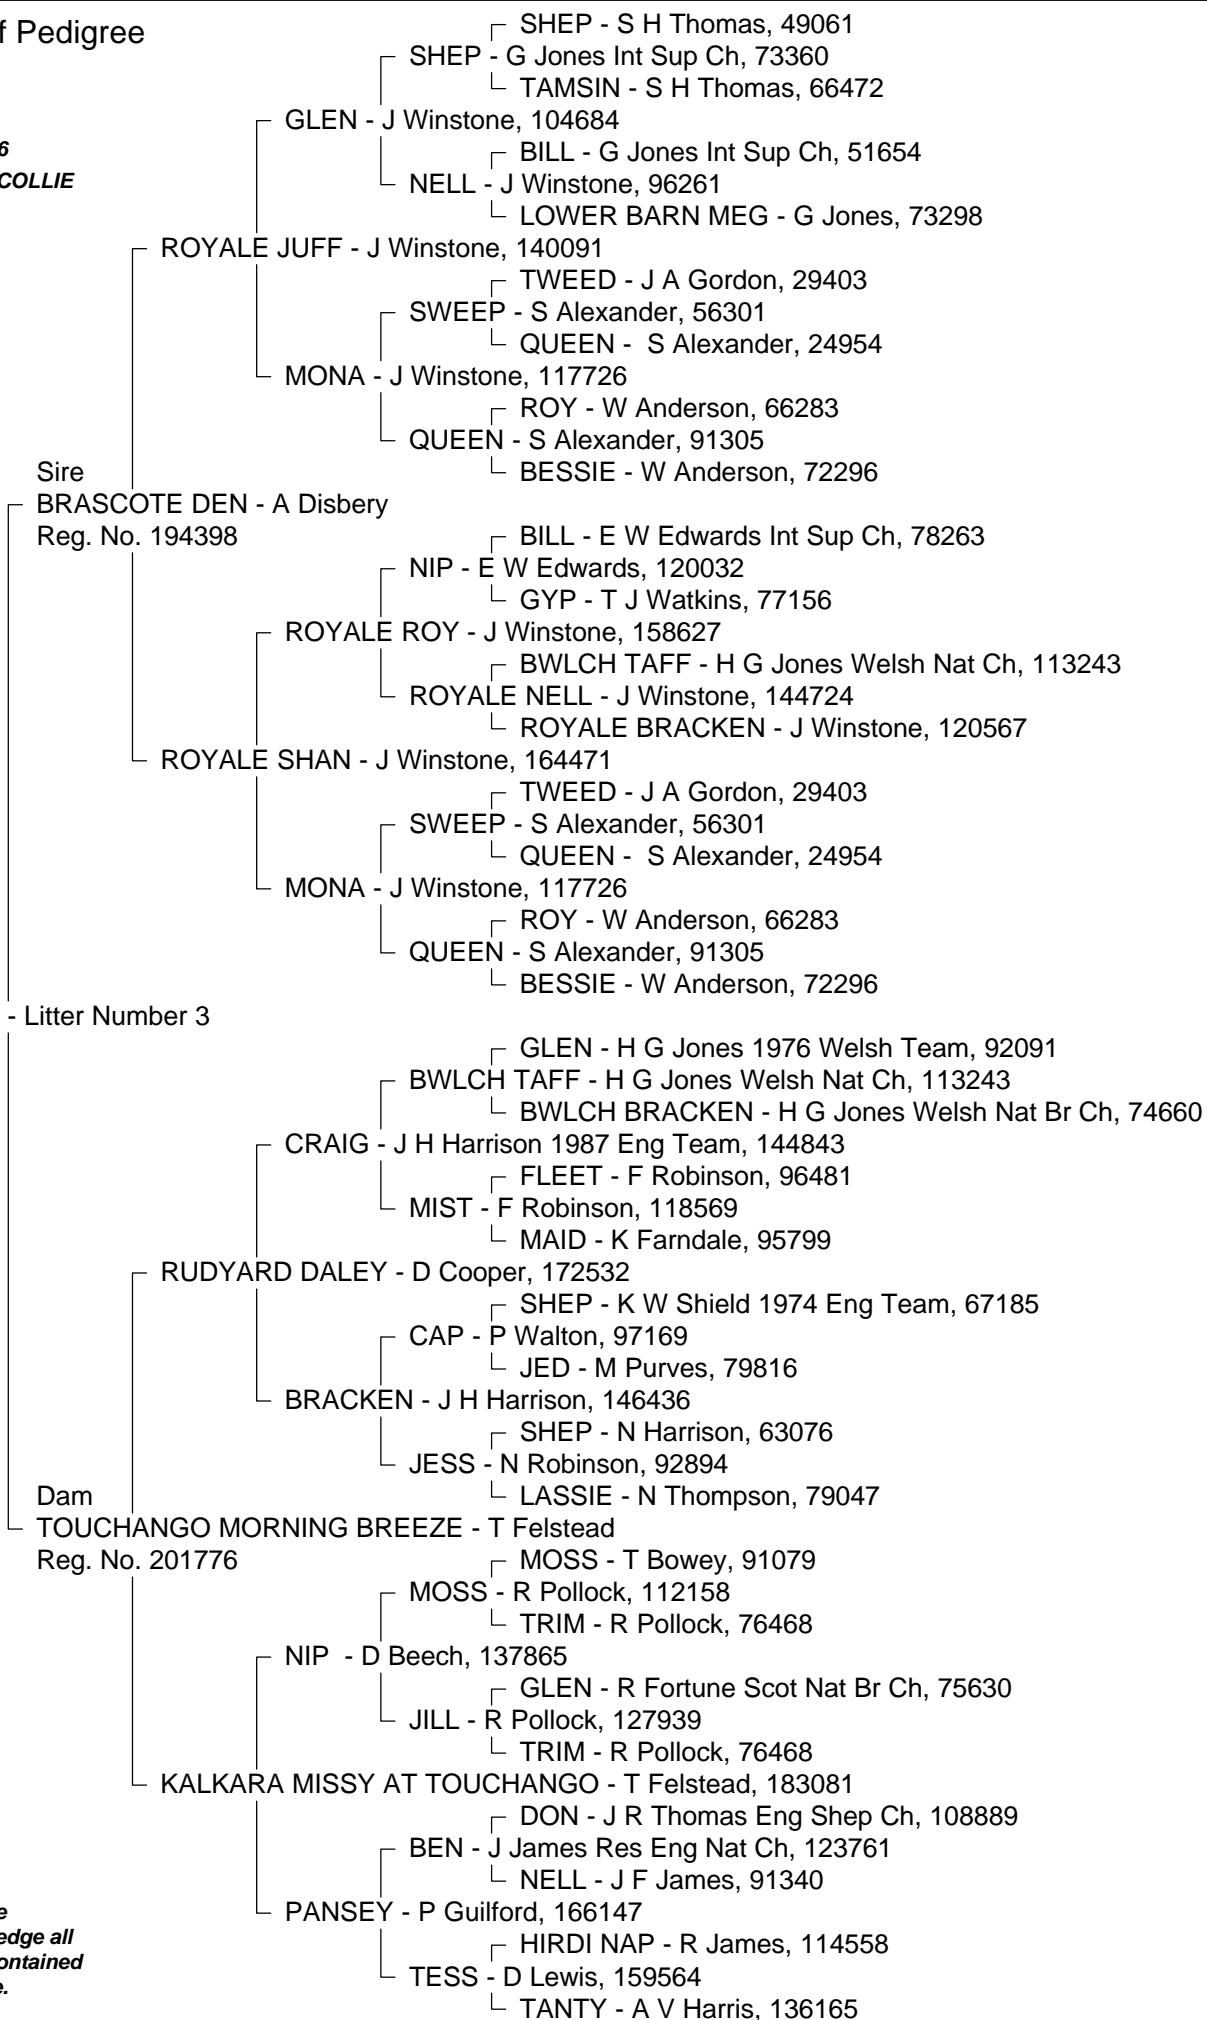 f Pedigree
SHEP - S H Thomas, 49061
SHEP - G Jones Int Sup Ch, 73360
TAMSIN - S H Thomas, 66472
GLEN - J Winstone, 104684
6
BILL - G Jones Int Sup Ch, 51654
COLLIE
NELL - J Winstone, 96261
LOWER BARN MEG - G Jones, 73298
ROYALE JUFF - J Winstone, 140091
TWEED - J A Gordon, 29403
SWEEP - S Alexander, 56301
QUEEN -  S Alexander, 24954
MONA - J Winstone, 117726
ROY - W Anderson, 66283
QUEEN - S Alexander, 91305
Sire
BESSIE - W Anderson, 72296
BRASCOTE DEN - A Disbery
Reg. No. 194398
BILL - E W Edwards Int Sup Ch, 78263
NIP - E W Edwards, 120032
GYP - T J Watkins, 77156
ROYALE ROY - J Winstone, 158627
BWLCH TAFF - H G Jones Welsh Nat Ch, 113243
ROYALE NELL - J Winstone, 144724
ROYALE BRACKEN - J Winstone, 120567
ROYALE SHAN - J Winstone, 164471
TWEED - J A Gordon, 29403
SWEEP - S Alexander, 56301
QUEEN -  S Alexander, 24954
MONA - J Winstone, 117726
ROY - W Anderson, 66283
QUEEN - S Alexander, 91305
BESSIE - W Anderson, 72296
- Litter Number 3
GLEN - H G Jones 1976 Welsh Team, 92091
BWLCH TAFF - H G Jones Welsh Nat Ch, 113243
BWLCH BRACKEN - H G Jones Welsh Nat Br Ch, 74660
CRAIG - J H Harrison 1987 Eng Team, 144843
FLEET - F Robinson, 96481
MIST - F Robinson, 118569
MAID - K Farndale, 95799
RUDYARD DALEY - D Cooper, 172532
SHEP - K W Shield 1974 Eng Team, 67185
CAP - P Walton, 97169
JED - M Purves, 79816
BRACKEN - J H Harrison, 146436
SHEP - N Harrison, 63076
JESS - N Robinson, 92894
Dam
LASSIE - N Thompson, 79047
TOUCHANGO MORNING BREEZE - T Felstead
Reg. No. 201776
MOSS - T Bowey, 91079
MOSS - R Pollock, 112158
TRIM - R Pollock, 76468
NIP  - D Beech, 137865
GLEN - R Fortune Scot Nat Br Ch, 75630
JILL - R Pollock, 127939
TRIM - R Pollock, 76468
KALKARA MISSY AT TOUCHANGO - T Felstead, 183081
DON - J R Thomas Eng Shep Ch, 108889
BEN - J James Res Eng Nat Ch, 123761
NELL - J F James, 91340
e
PANSEY - P Guilford, 166147
edge all
HIRDI NAP - R James, 114558
ontained
TESS - D Lewis, 159564
e.
TANTY - A V Harris, 136165